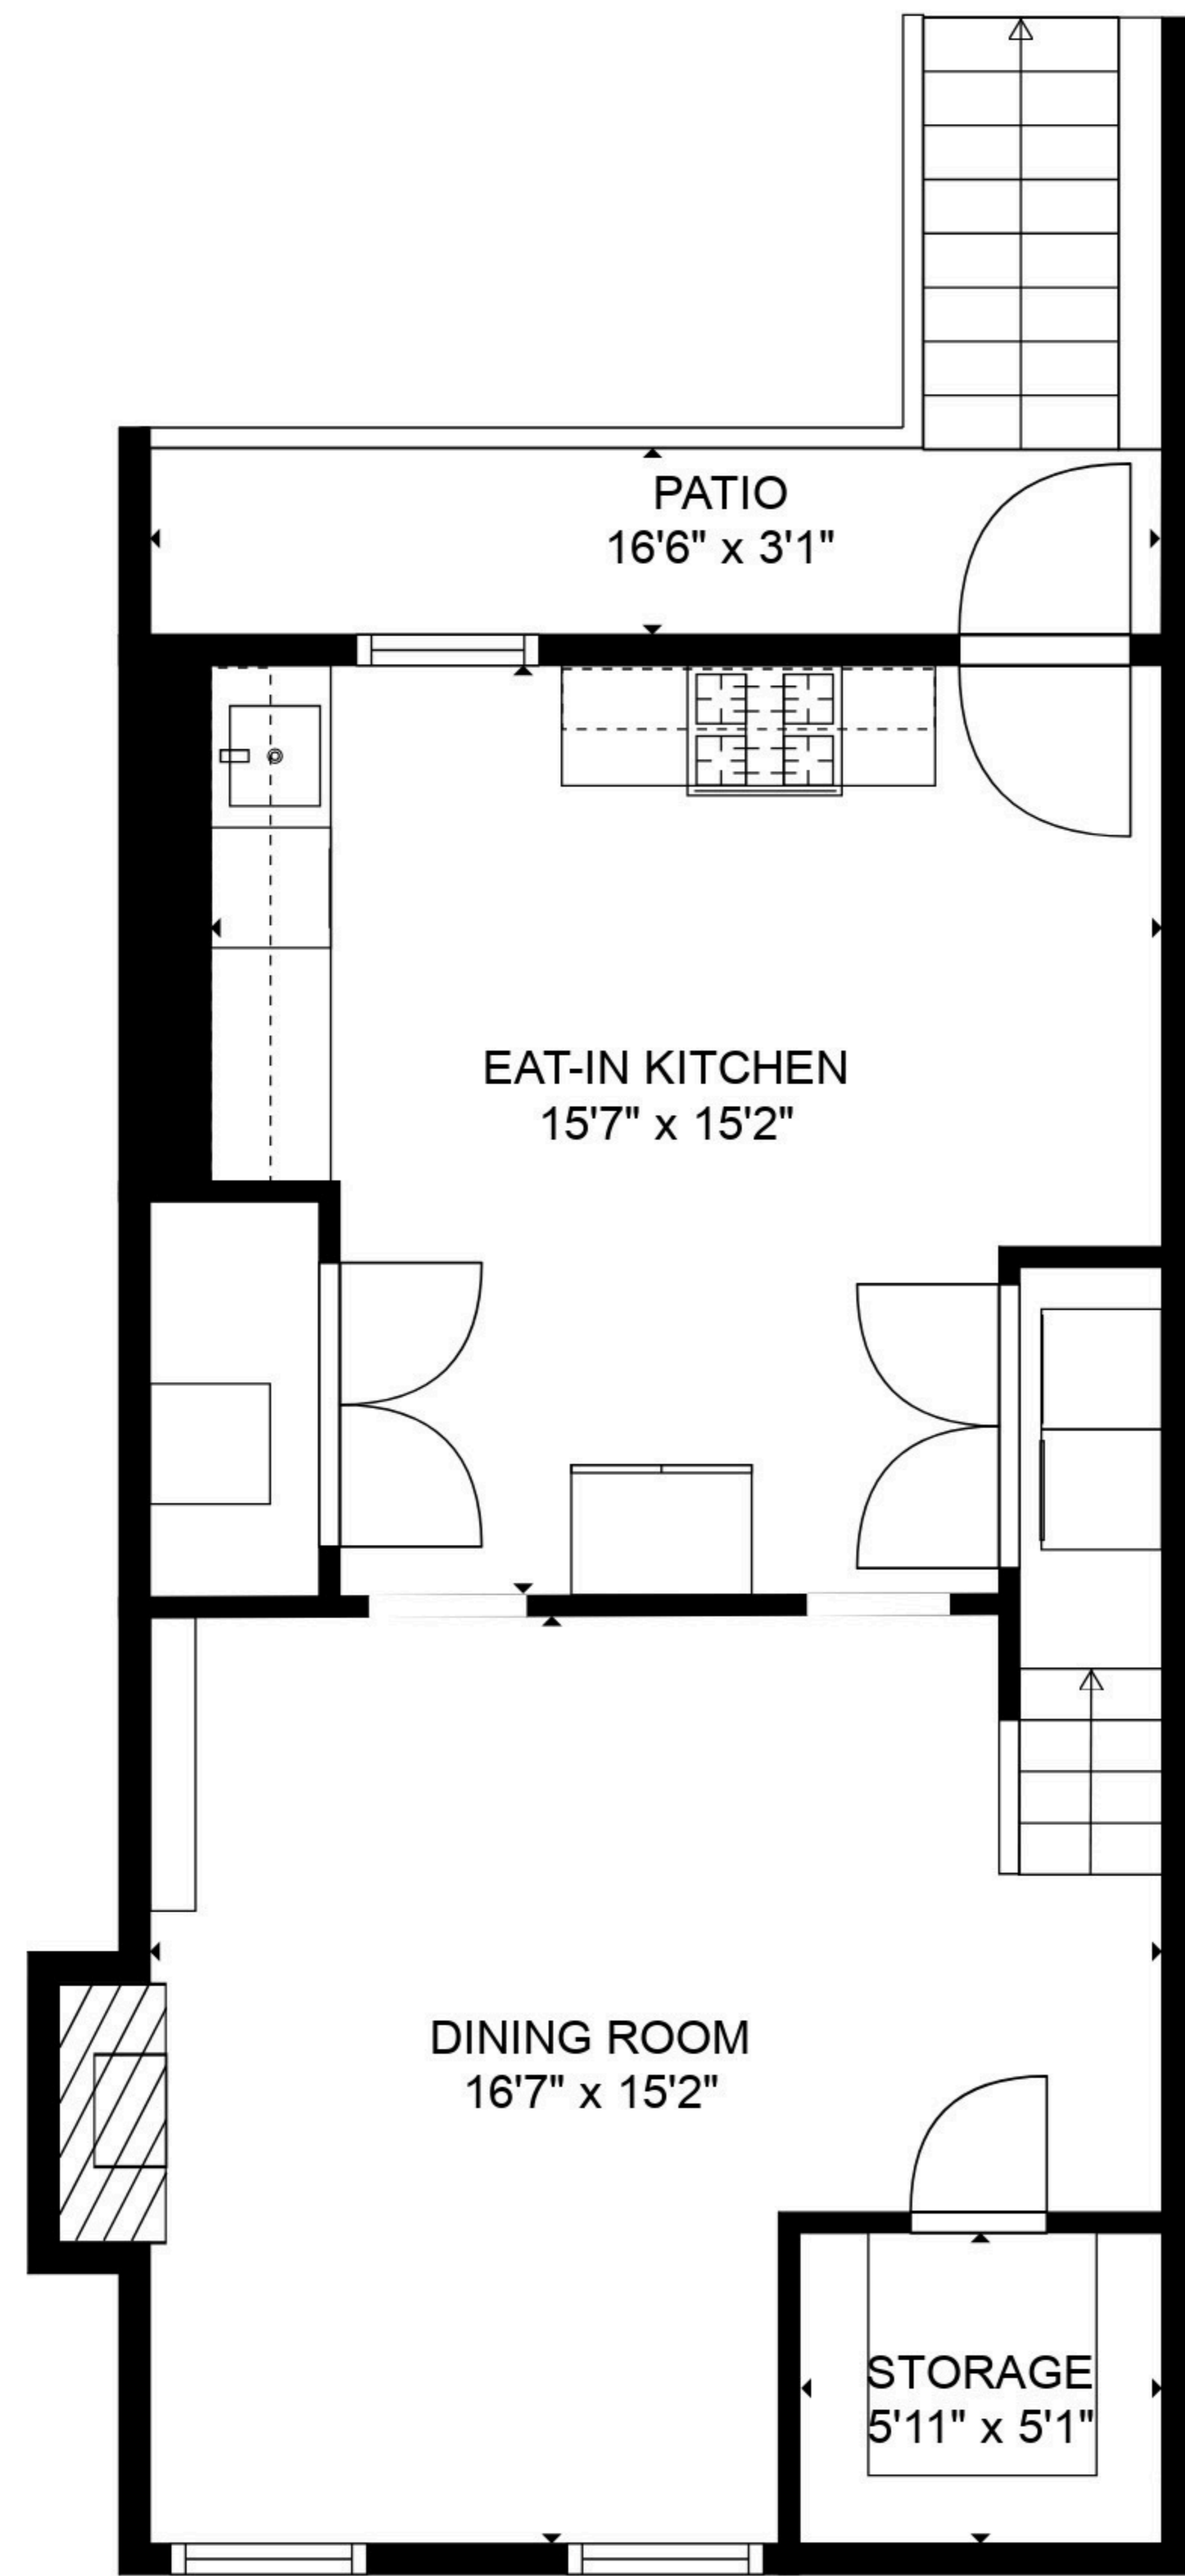 PATIO
16'6" x 3'1"
EAT-IN KITCHEN
15'7" x 15'2"
DINING ROOM
16'7" x 15'2"
STORAGE
5'11" x 5'1"